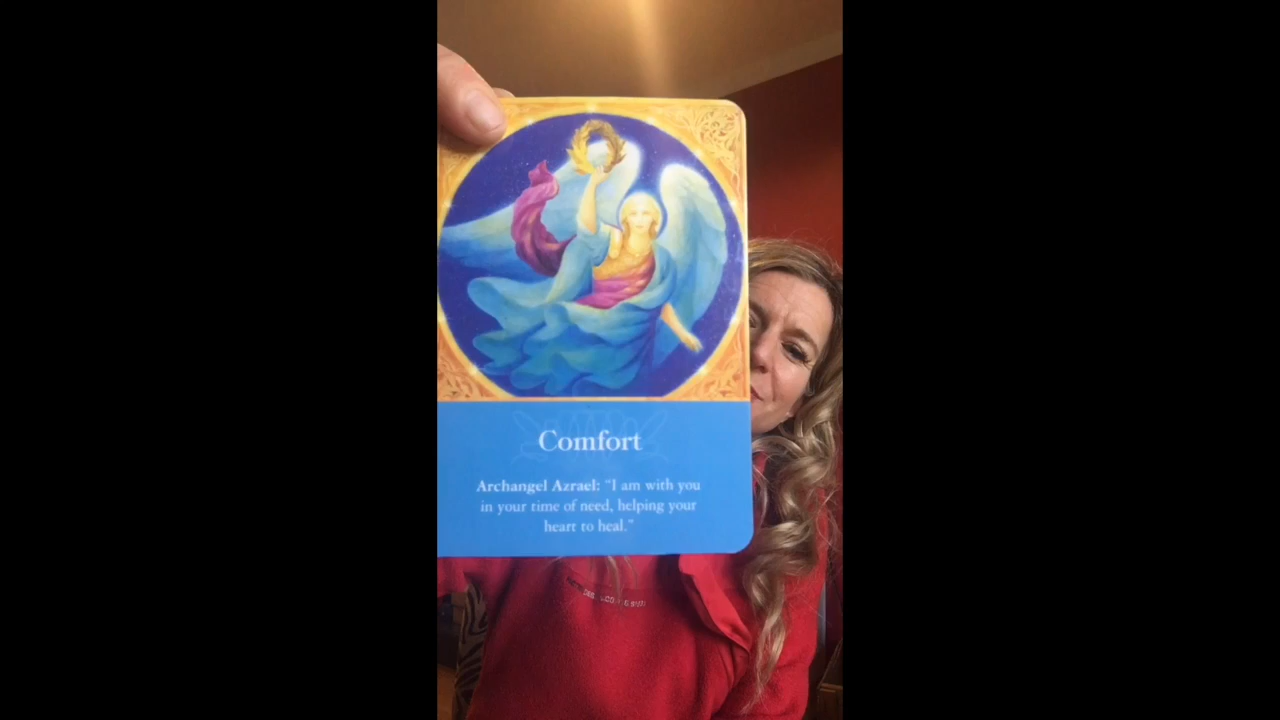 Comfort
Archangel Azrael: "I am with you
in your time of need, helping your
heart to heal."